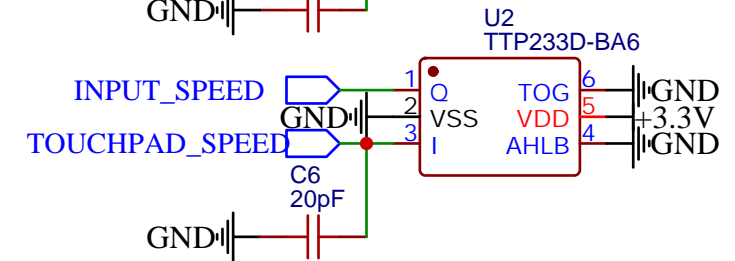 GND
U2
TTP233D-BA6
INPUT_SPEED
1
Q
TOG
6
GND
GND
2
VSS
VDD
5
+3.3V
TOUCHPAD_SPEED
3
I
AHLB
4
GND
C6
20pF
GND